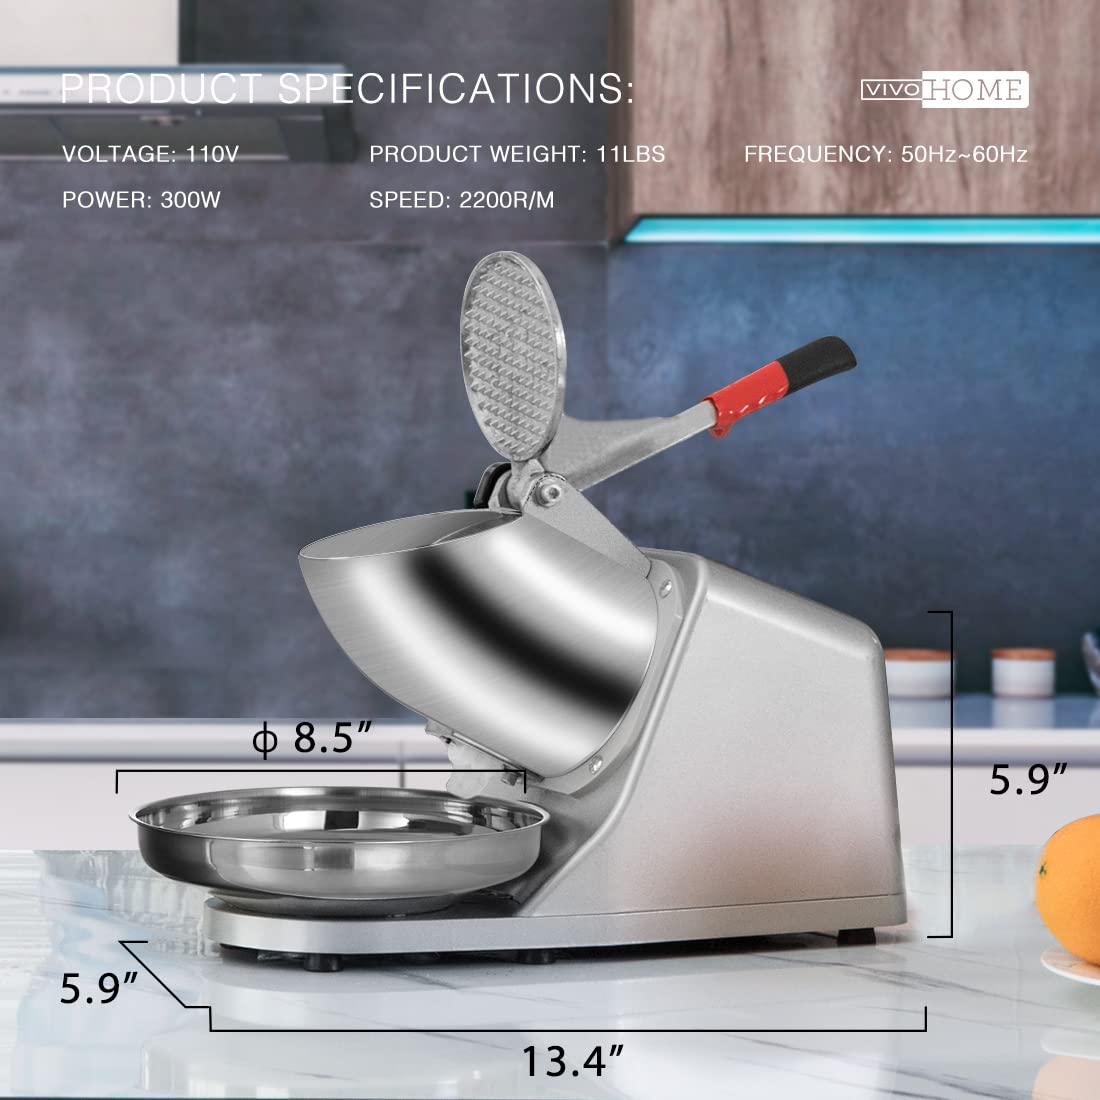 PRODUCT SPECIFICATIONS:
VIVOHOME
VOLTAGE: 110V
PRODUCT WEIGHT: 11LBS
FREQUENCY: 50Hz~60Hz
POWER: 300W
SPEED: 2200R/M
ϕ 8.5″
5.9″
5.9″
13.4″